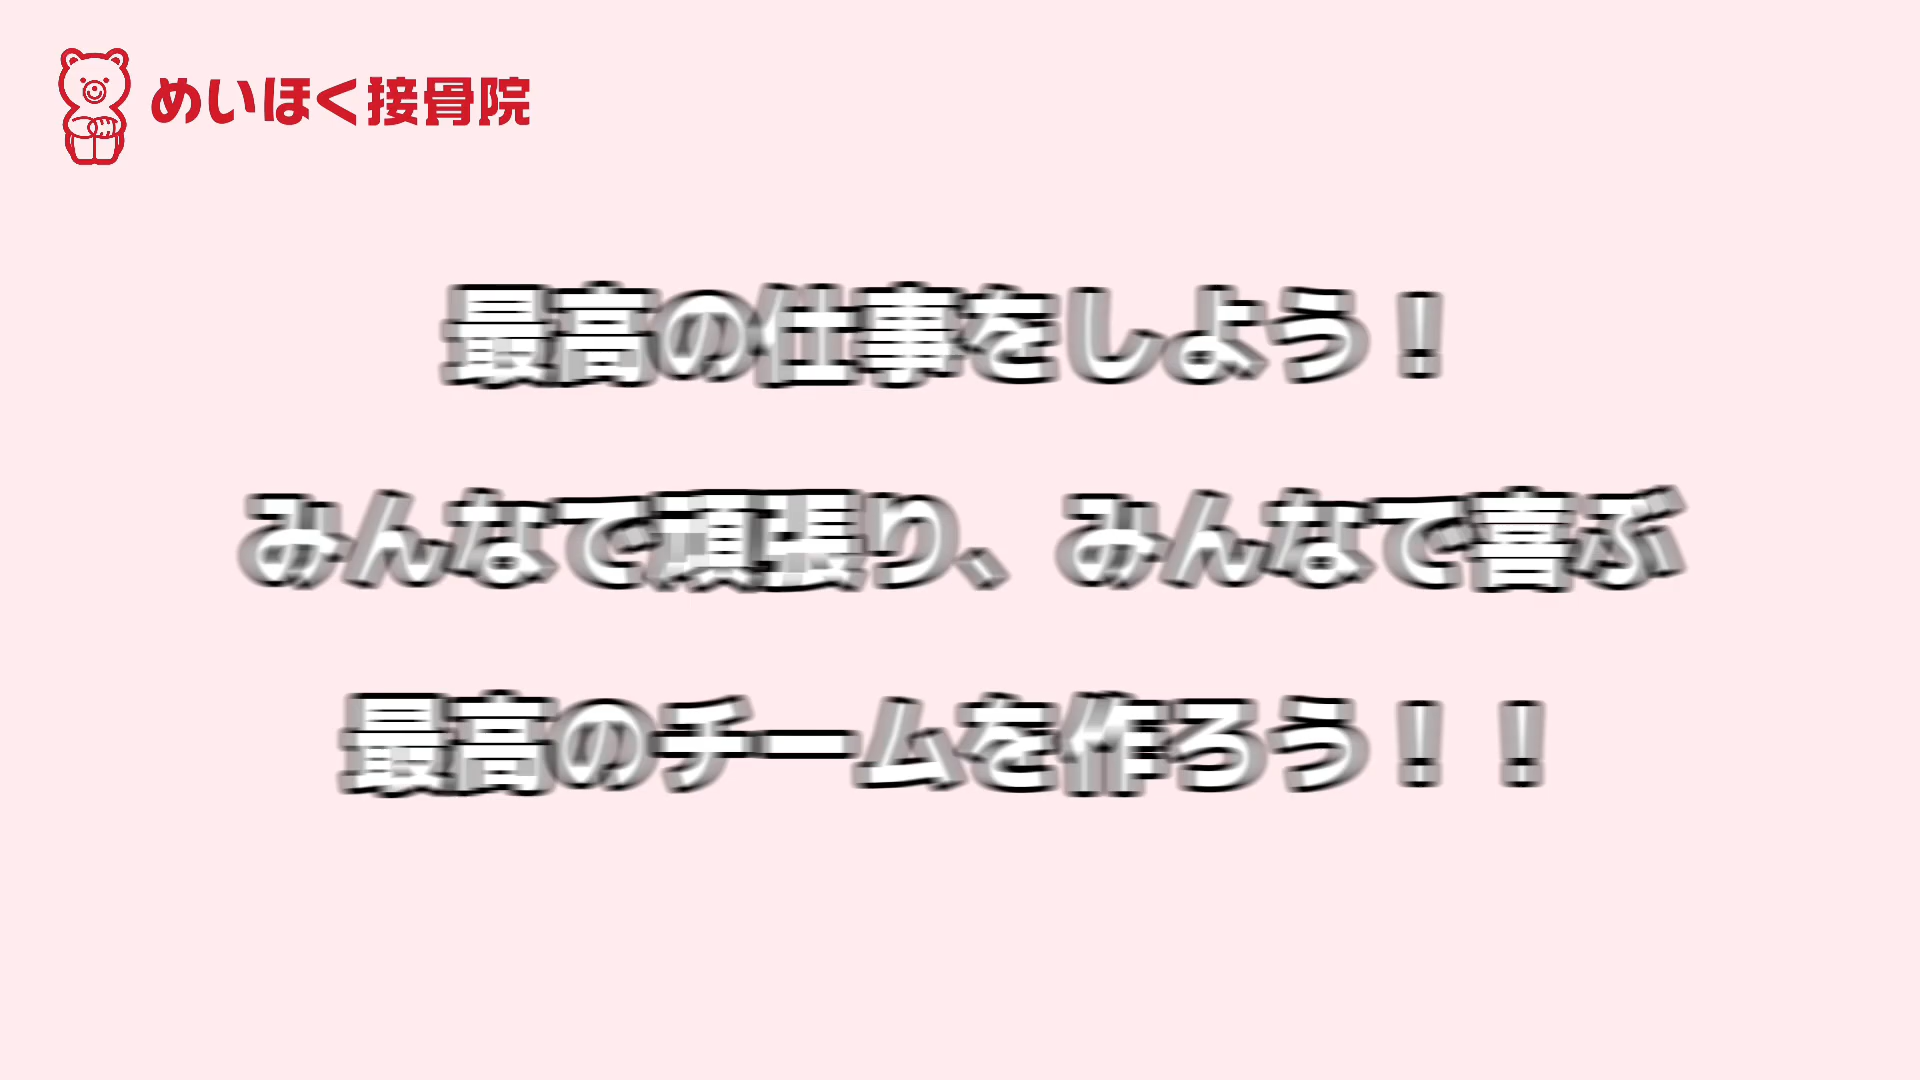 めいほく接骨院
最高の仕事をしよう！
みんなで頑張り、みんなで喜ぶ
最高のチームを作ろう！！